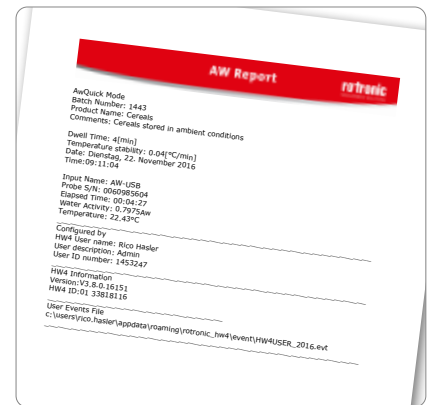 AW Report
rotronic
AwQuick Mode
Batch Number: 1443
Product Name: Cereals
Comments: Cereals stored in ambient conditions
Dwell Time: 4[min]
Temperature stability: 0.04[°C/min]
Date: Dienstag, 22. November 2016
Time:09:11:04
Input Name: AW-USB
Probe S/N: 0060985604
Elapsed Time: 00:04:27
Water Activity: 0.7975Aw
Temperature: 22.43°C
Configured by
HW4 User name: Rico Hasler
User description: Admin
User ID number: 1453247
HW4 Information
Version:V3.8-0.16151
HW4 ID:01 33818116
User Events File
c:\users\rico.hasler\appdata\roaming\rotronic_hw4\event\HW4USER_2016.evt